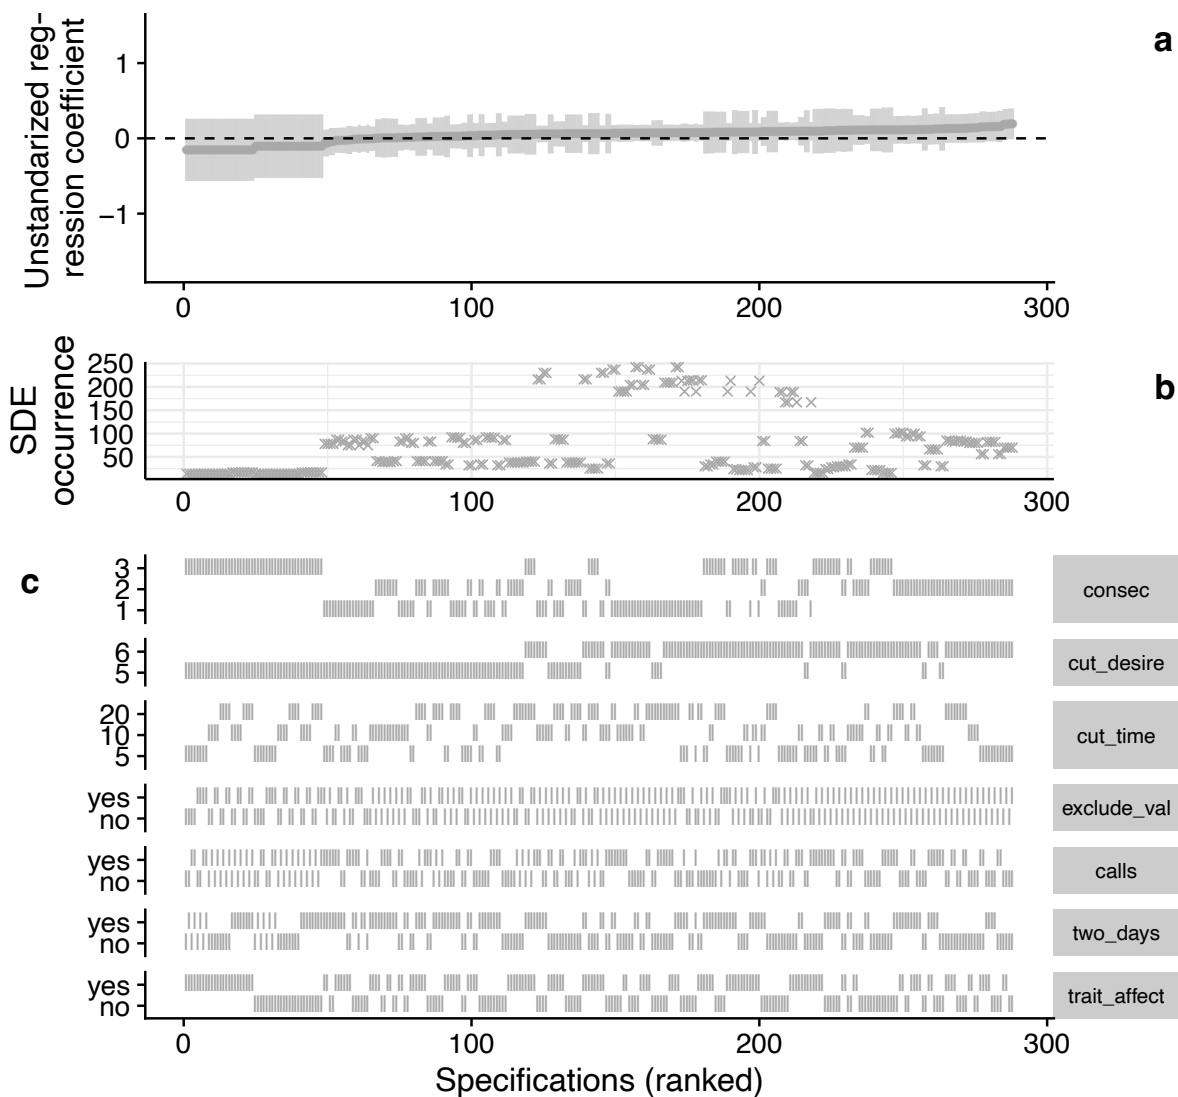 Unstandarized reg-
ression coefficient
1
0
−1
a
0 100 200 300
SDE
occurrence
250
200
150
100
50
b
0 100 200 300
c
3
2
1
consec
6
5
cut_desire
20
10
5
cut_time
yes
no
exclude_val
yes
no
calls
yes
no
two_days
yes
no
trait_affect
0 100 200 300
Specifications (ranked)